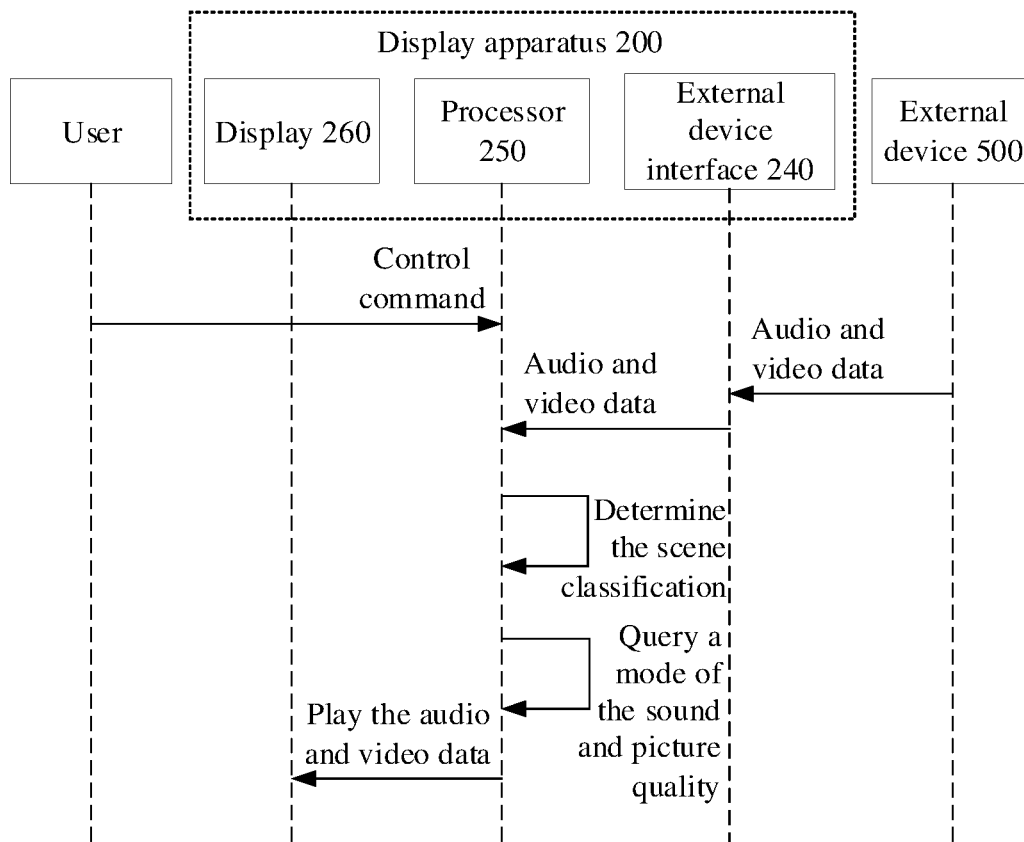 Display apparatus 200
User
Display 260
Processor
250
External
device
interface 240
External
device 500
Control
command
Audio and
video data
Audio and
video data
Determine
the scene
classification
Query a
mode of
the sound
and picture
quality
Play the audio
and video data